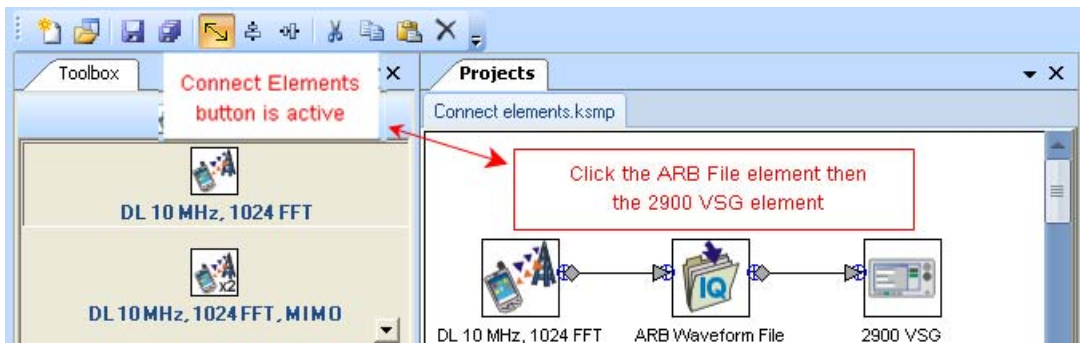 Toolbox
Connect Elements
button is active
DL 10 MHz, 1024 FFT
x2
DL 10 MHz, 1024 FFT, MIMO
Projects
Connect elements.ksmp
Click the ARB File element then
the 2900 VSG element
IQ
DL 10 MHz, 1024 FFT
ARB Waveform File
2900 VSG